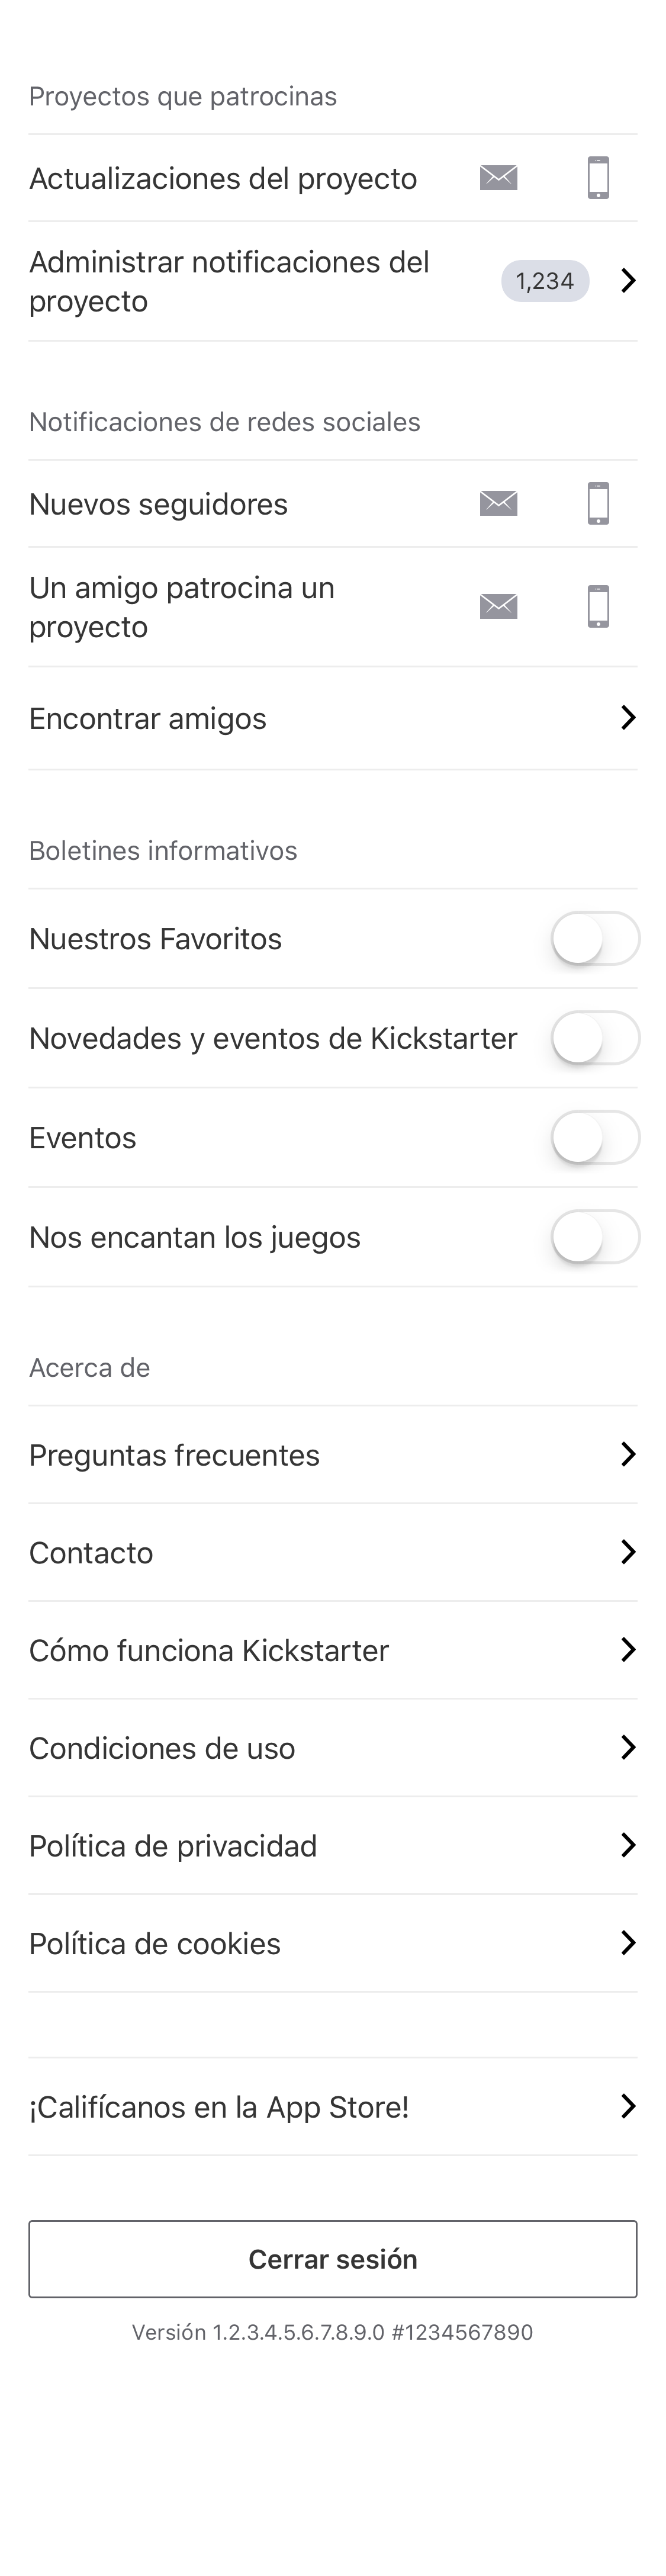 Proyectos que patrocinas
Actualizaciones del proyecto
Administrar notificaciones del
proyecto
1,234
Notificaciones de redes sociales
Nuevos seguidores
Un amigo patrocina un
proyecto
Encontrar amigos
Boletines informativos
Nuestros Favoritos
Novedades y eventos de Kickstarter
Eventos
Nos encantan los juegos
Acerca de
Preguntas frecuentes
Contacto
Cómo funciona Kickstarter
Condiciones de uso
Política de privacidad
Política de cookies
¡Califícanos en la App Store!
Cerrar sesión
Versión 1.2.3.4.5.6.7.8.9.0 #1234567890